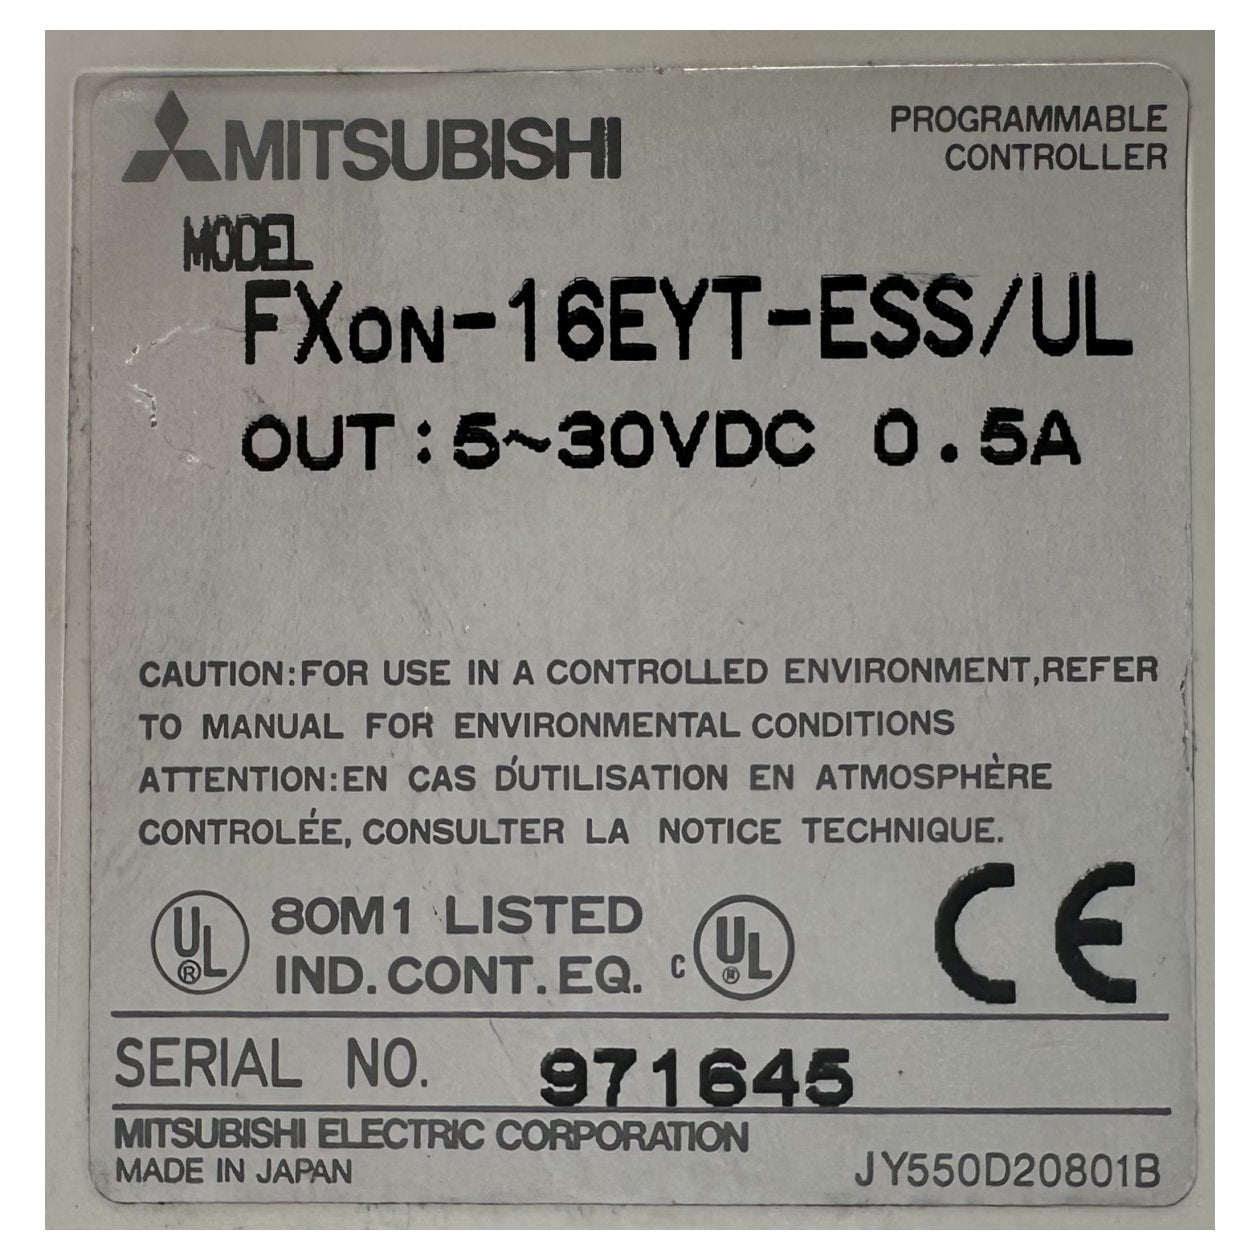 MITSUBISHI
PROGRAMMABLE
CONTROLLER
MODEL
FX0N-16EYT-ESS/UL
OUT:5~30VDC 0.5A
CAUTION:FOR USE IN A CONTROLLED ENVIRONMENT,REFER
TO MANUAL FOR ENVIRONMENTAL CONDITIONS
ATTENTION:EN CAS D'UTILISATION EN ATMOSPHÈRE
CONTROLÉE, CONSULTER LA NOTICE TECHNIQUE.
UL ® 80M1 LISTED
IND. CONT. EQ. c UL ®
CE
SERIAL NO. 971645
MITSUBISHI ELECTRIC CORPORATION
MADE IN JAPAN
JY550D20801B